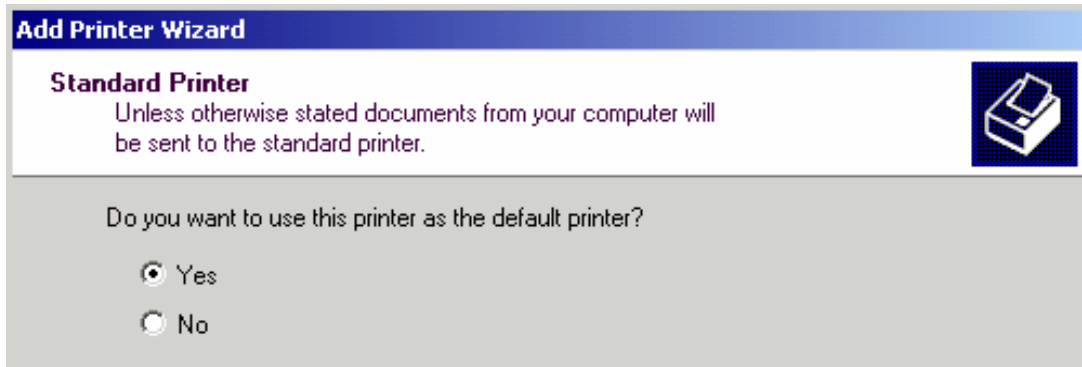 Add Printer Wizard
Standard Printer
Unless otherwise stated documents from your computer will
be sent to the standard printer.
Do you want to use this printer as the default printer?
Yes
No